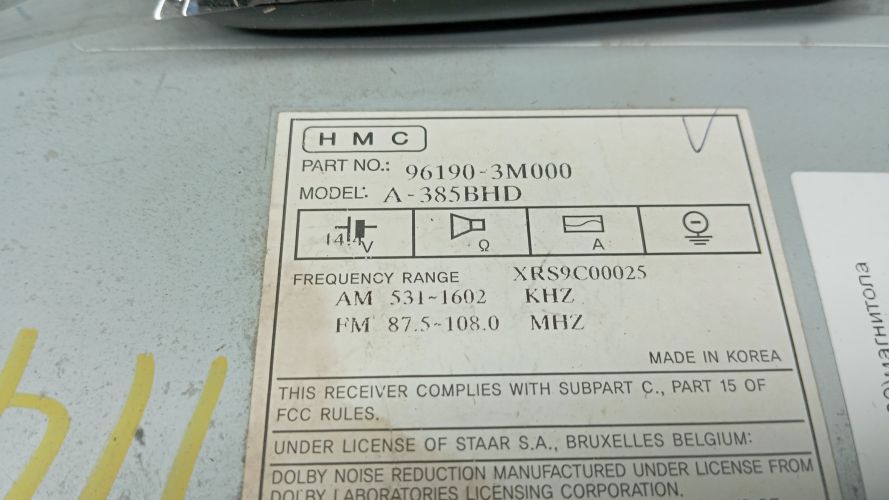 HMC
PART NO.: 96190-3M000
MODEL: A-385BHD
14.4V Ω A
FREQUENCY RANGE XRS9C00025
AM 531~1602 KHZ
FM 87.5~108.0 MHZ
MADE IN KOREA
THIS RECEIVER COMPLIES WITH SUBPART C., PART 15 OF
FCC RULES.
UNDER LICENSE OF STAAR S.A., BRUXELLES BELGIUM:
DOLBY NOISE REDUCTION MANUFACTURED UNDER LICENSE FROM
DOLBY LABORATORIES LICENSING CORPORATION.
магнитола